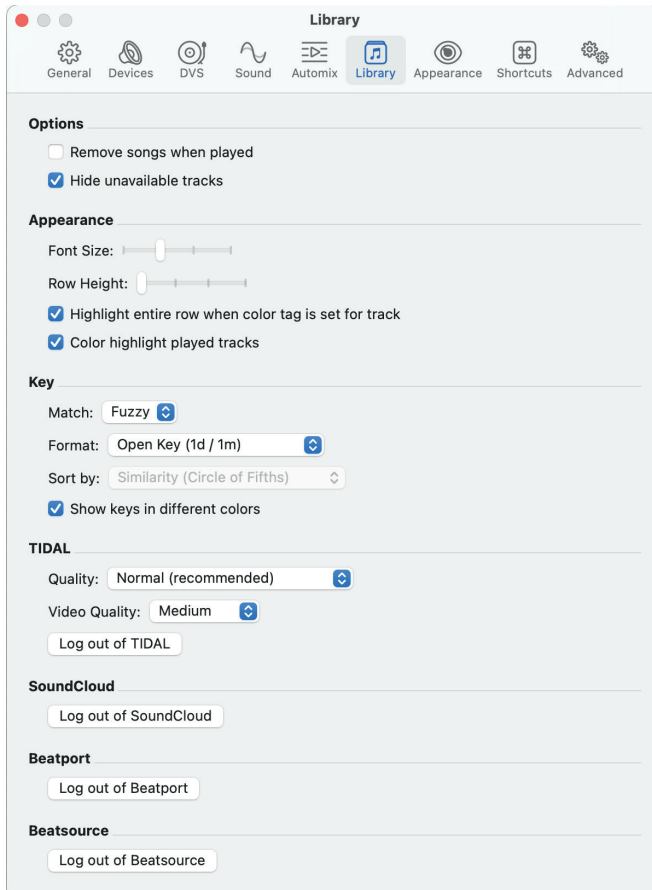 Library
General Devices DVS Sound Automix Library Appearance Shortcuts Advanced
Options
Remove songs when played
Hide unavailable tracks
Appearance
Font Size:
Row Height:
Highlight entire row when color tag is set for track
Color highlight played tracks
Key
Match: Fuzzy
Format: Open Key (1d / 1m)
Sort by: Similarity (Circle of Fifths)
Show keys in different colors
TIDAL
Quality: Normal (recommended)
Video Quality: Medium
Log out of TIDAL
SoundCloud
Log out of SoundCloud
Beatport
Log out of Beatport
Beatsource
Log out of Beatsource